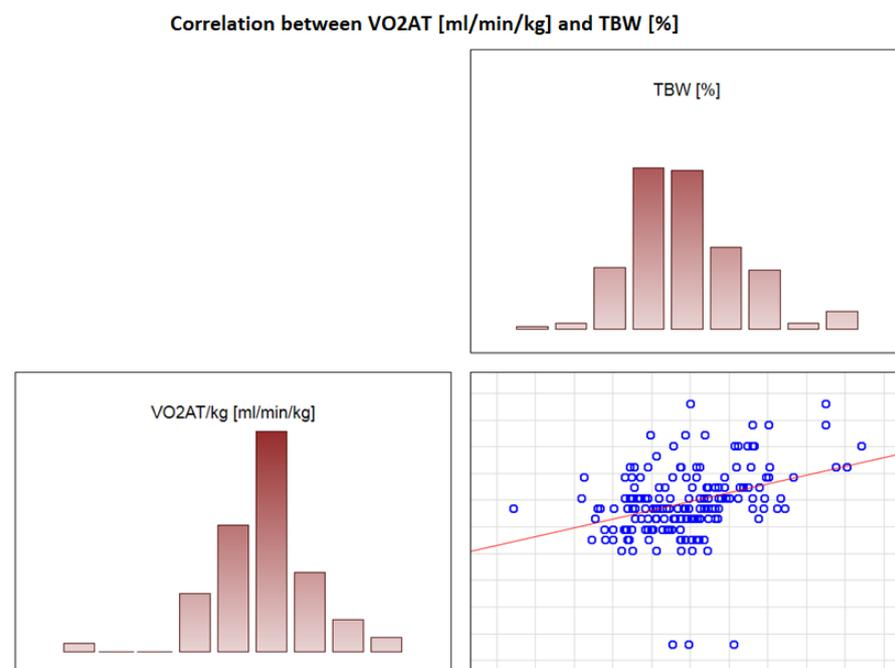 Correlation between VO2AT [ml/min/kg] and TBW [%]
TBW [%]
VO2AT/kg [ml/min/kg]